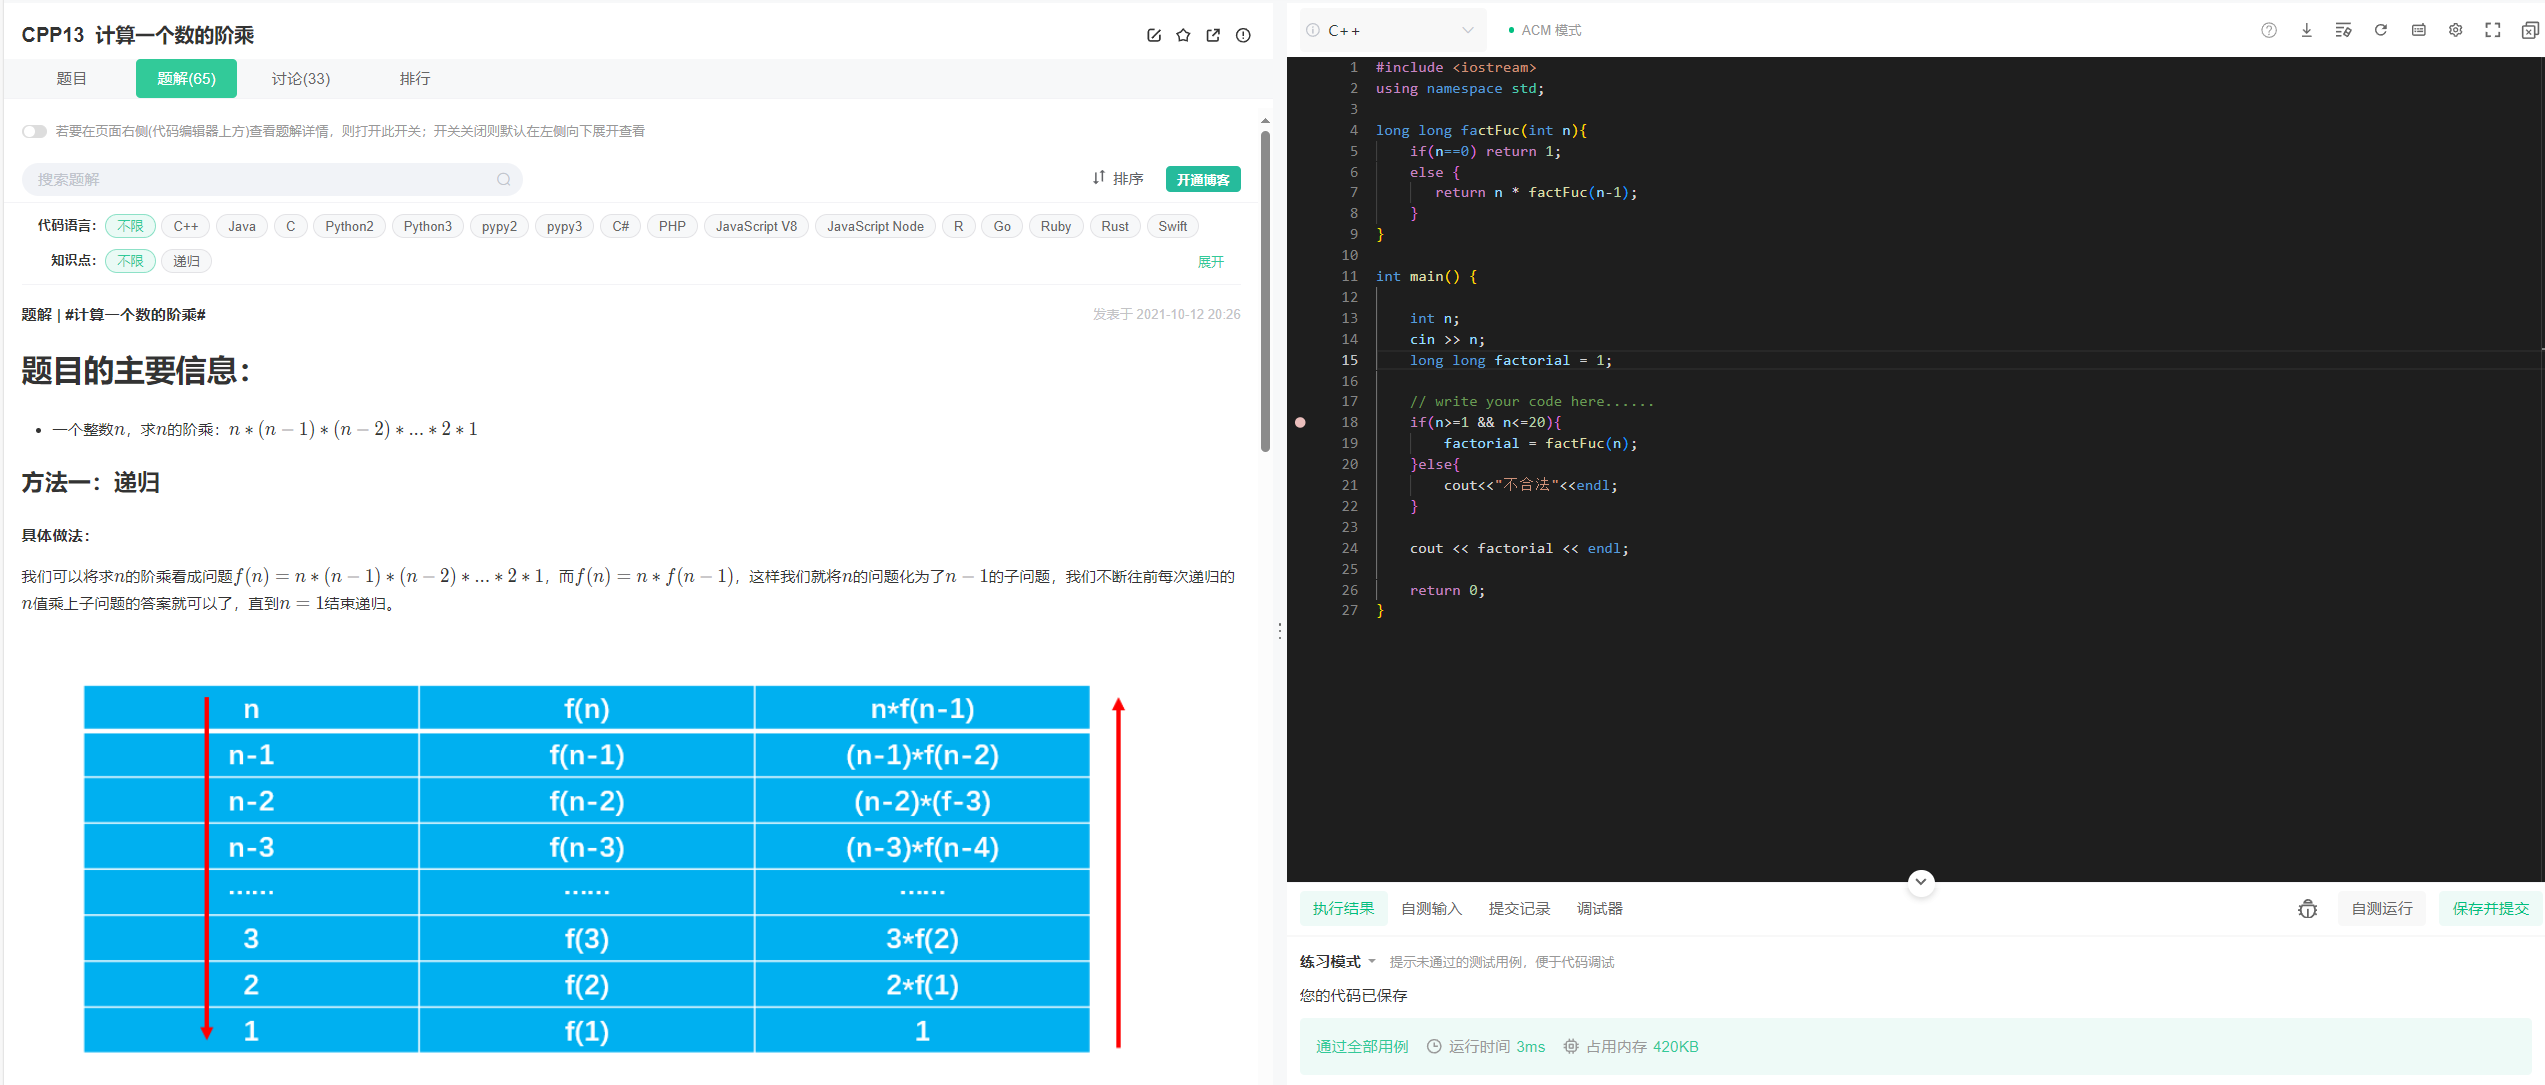 CPP13 计算一个数的阶乘
题目 题解(65) 讨论(33) 排行
若要在页面右侧(代码编辑器上方)查看题解详情，则打开此开关；开关关闭则默认在左侧向下展开查看
搜索题解 排序 开通博客
代码语言： 不限 C++ Java C Python2 Python3 pypy2 pypy3 C# PHP JavaScript V8 JavaScript Node R Go Ruby Rust Swift
知识点： 不限 递归 展开
题解 | #计算一个数的阶乘# 发表于 2021-10-12 20:26
题目的主要信息：
• 一个整数n，求n的阶乘：n∗(n−1)∗(n−2)∗...∗2∗1
方法一：递归
具体做法：
我们可以将求n的阶乘看成问题f(n)=n∗(n−1)∗(n−2)∗...∗2∗1，而f(n)=n∗f(n−1)，这样我们就将n的问题化为了n−1的子问题，我们不断往前每次递归的
n值乘上子问题的答案就可以了，直到n=1结束递归。
n f(n) n*f(n-1)
n-1 f(n-1) (n-1)*f(n-2)
n-2 f(n-2) (n-2)*(f-3)
n-3 f(n-3) (n-3)*f(n-4)
...... ...... ......
3 f(3) 3*f(2)
2 f(2) 2*f(1)
1 f(1) 1
C++ ACM 模式
1 #include <iostream>
2 using namespace std;
3
4 long long factFuc(int n){
5     if(n==0) return 1;
6     else {
7        return n * factFuc(n-1);
8     }
9 }
10
11 int main() {
12
13     int n;
14     cin >> n;
15     long long factorial = 1;
16
17     // write your code here......
18     if(n>=1 && n<=20){
19         factorial = factFuc(n);
20     }else{
21         cout<<"不合法"<<endl;
22     }
23
24     cout << factorial << endl;
25
26     return 0;
27 }
执行结果 自测输入 提交记录 调试器 自测运行 保存并提交
练习模式 提示未通过的测试用例，便于代码调试
您的代码已保存
通过全部用例 运行时间 3ms 占用内存 420KB